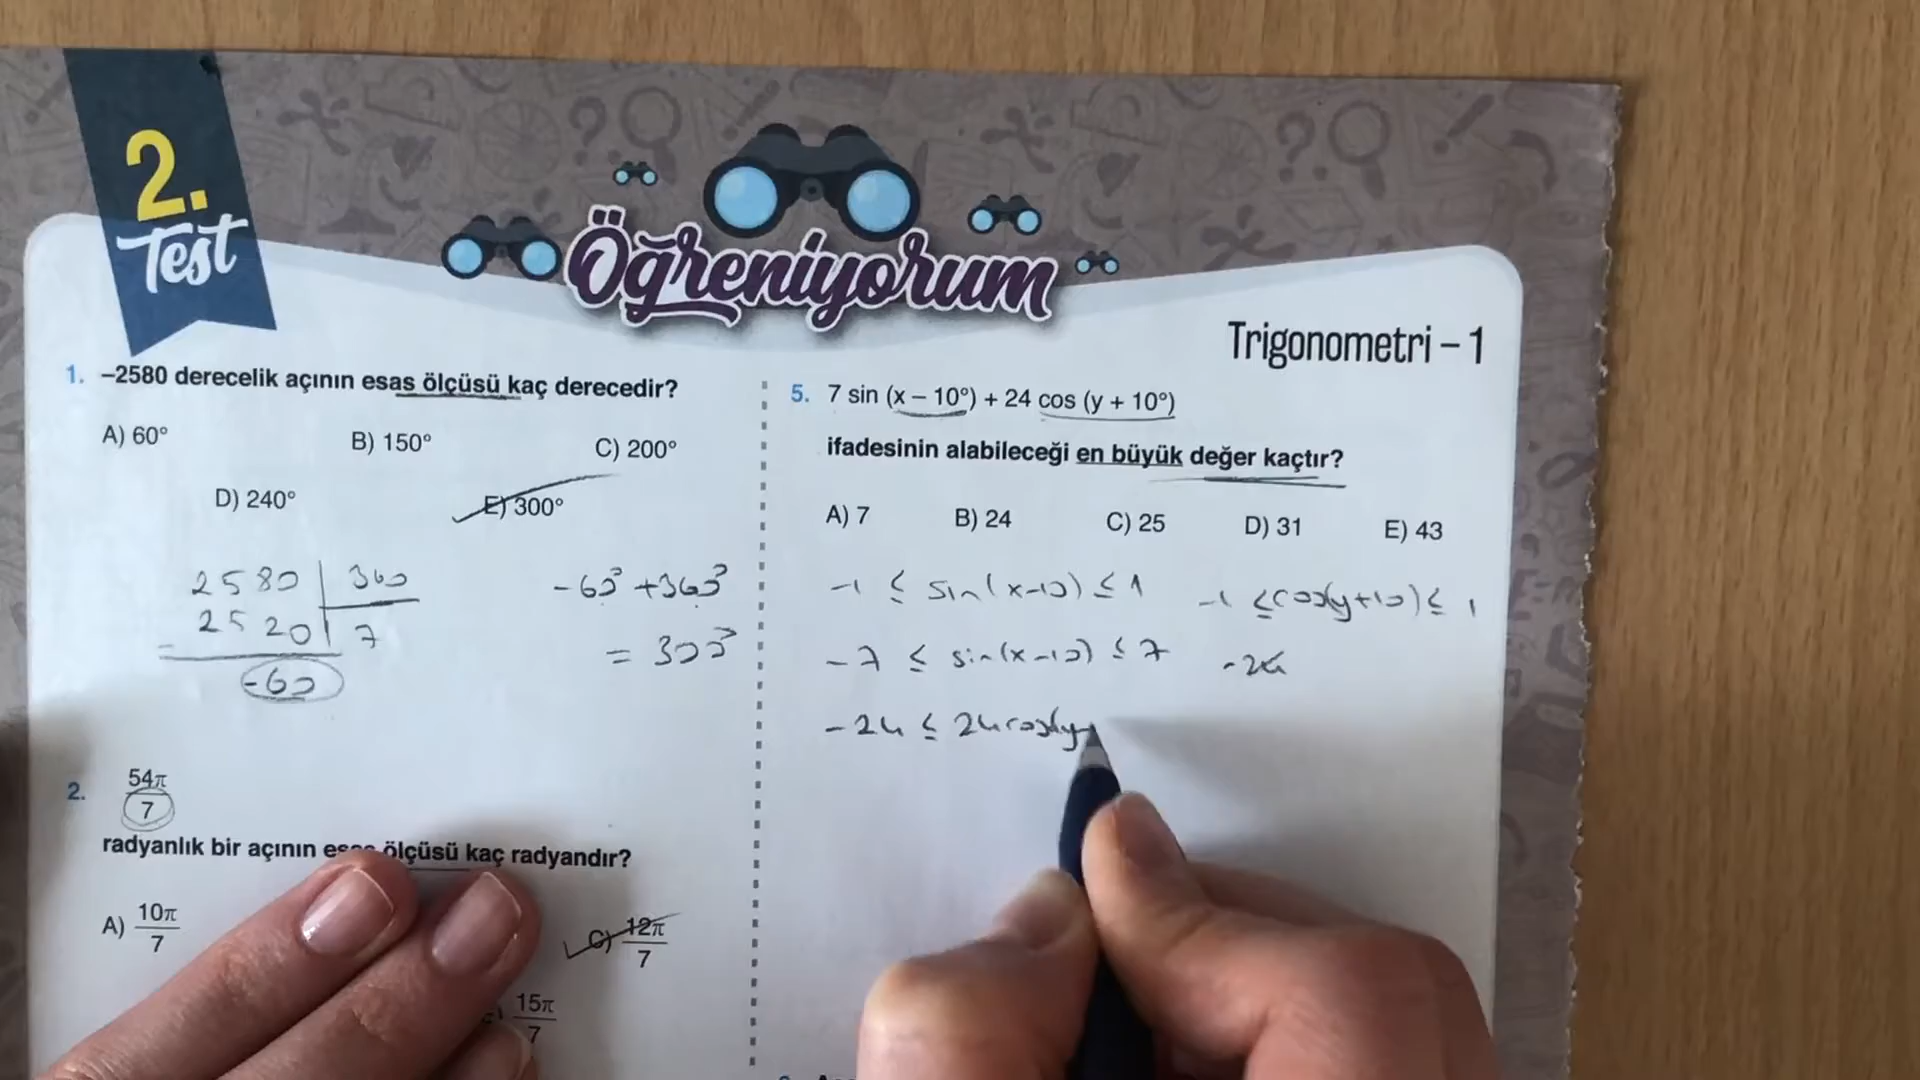 2.
Test
Öğreniyorum
Trigonometri – 1
1. –2580 derecelik açının esas ölçüsü kaç derecedir?
A) 60°
B) 150°
C) 200°
D) 240°
E) 300°
2580 | 360
2520 | 7
-
-60
-60° + 360°
= 300°
2. 54π
7
radyanlık bir açının esas ölçüsü kaç radyandır?
A) 10π
7
C) 12π
7
15π
7
5. 7 sin (x – 10°) + 24 cos (y + 10°)
ifadesinin alabileceği en büyük değer kaçtır?
A) 7
B) 24
C) 25
D) 31
E) 43
-1 ≤ sin(x-10) ≤ 1
-1 ≤ cos(y+10) ≤ 1
-7 ≤ sin(x-10) ≤ 7
-24
-24 ≤ 24cos(y